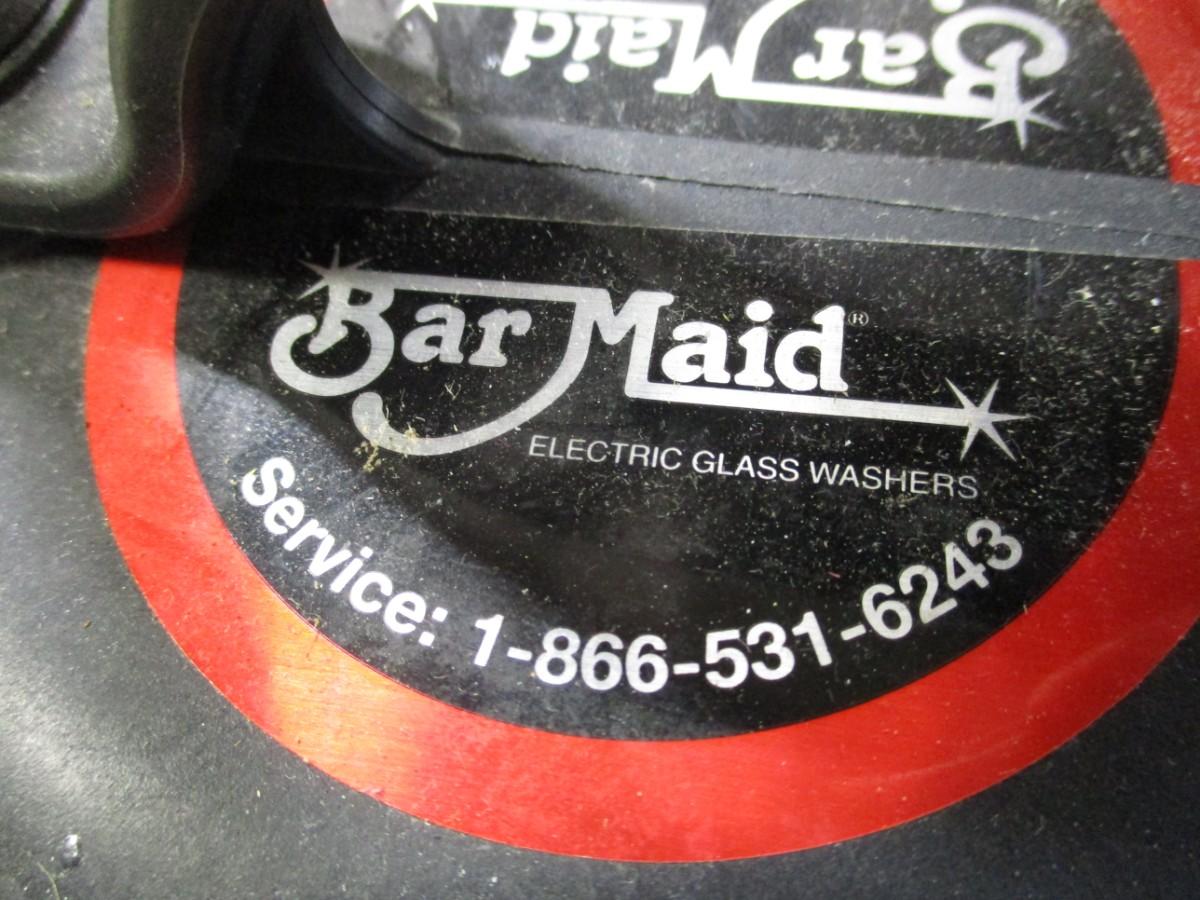 Bar Maid
Bar Maid®
ELECTRIC GLASS WASHERS
Service: 1-866-531-6243